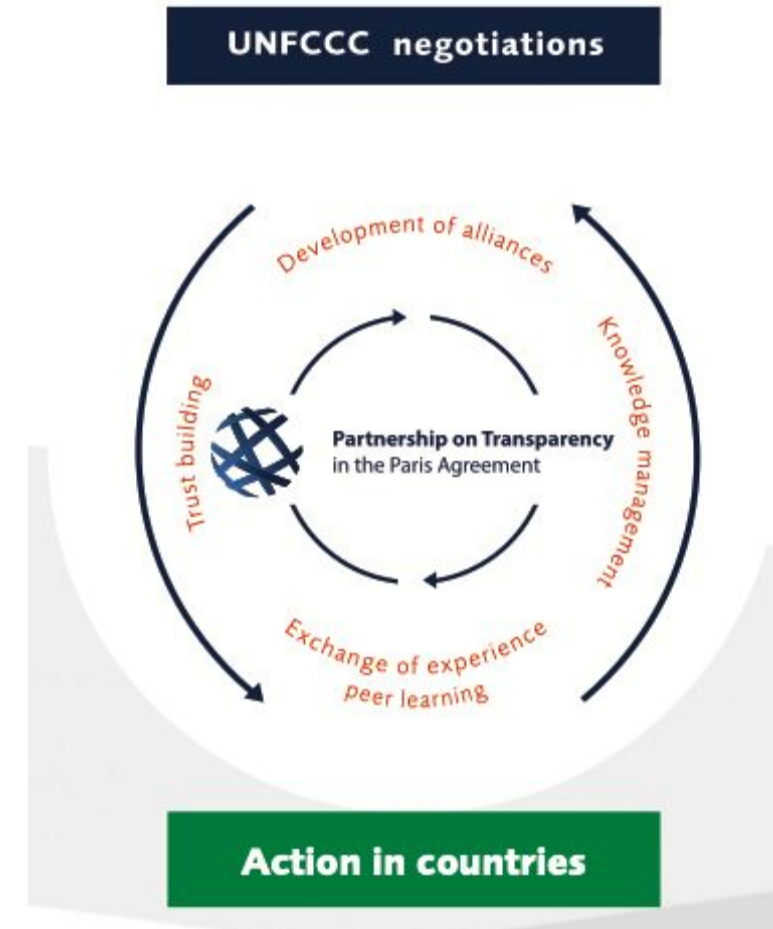 UNFCCC negotiations
Development of alliances
Trust building
Partnership on Transparency
in the Paris Agreement
Knowledge management
Exchange of experience
peer learning
Action in countries